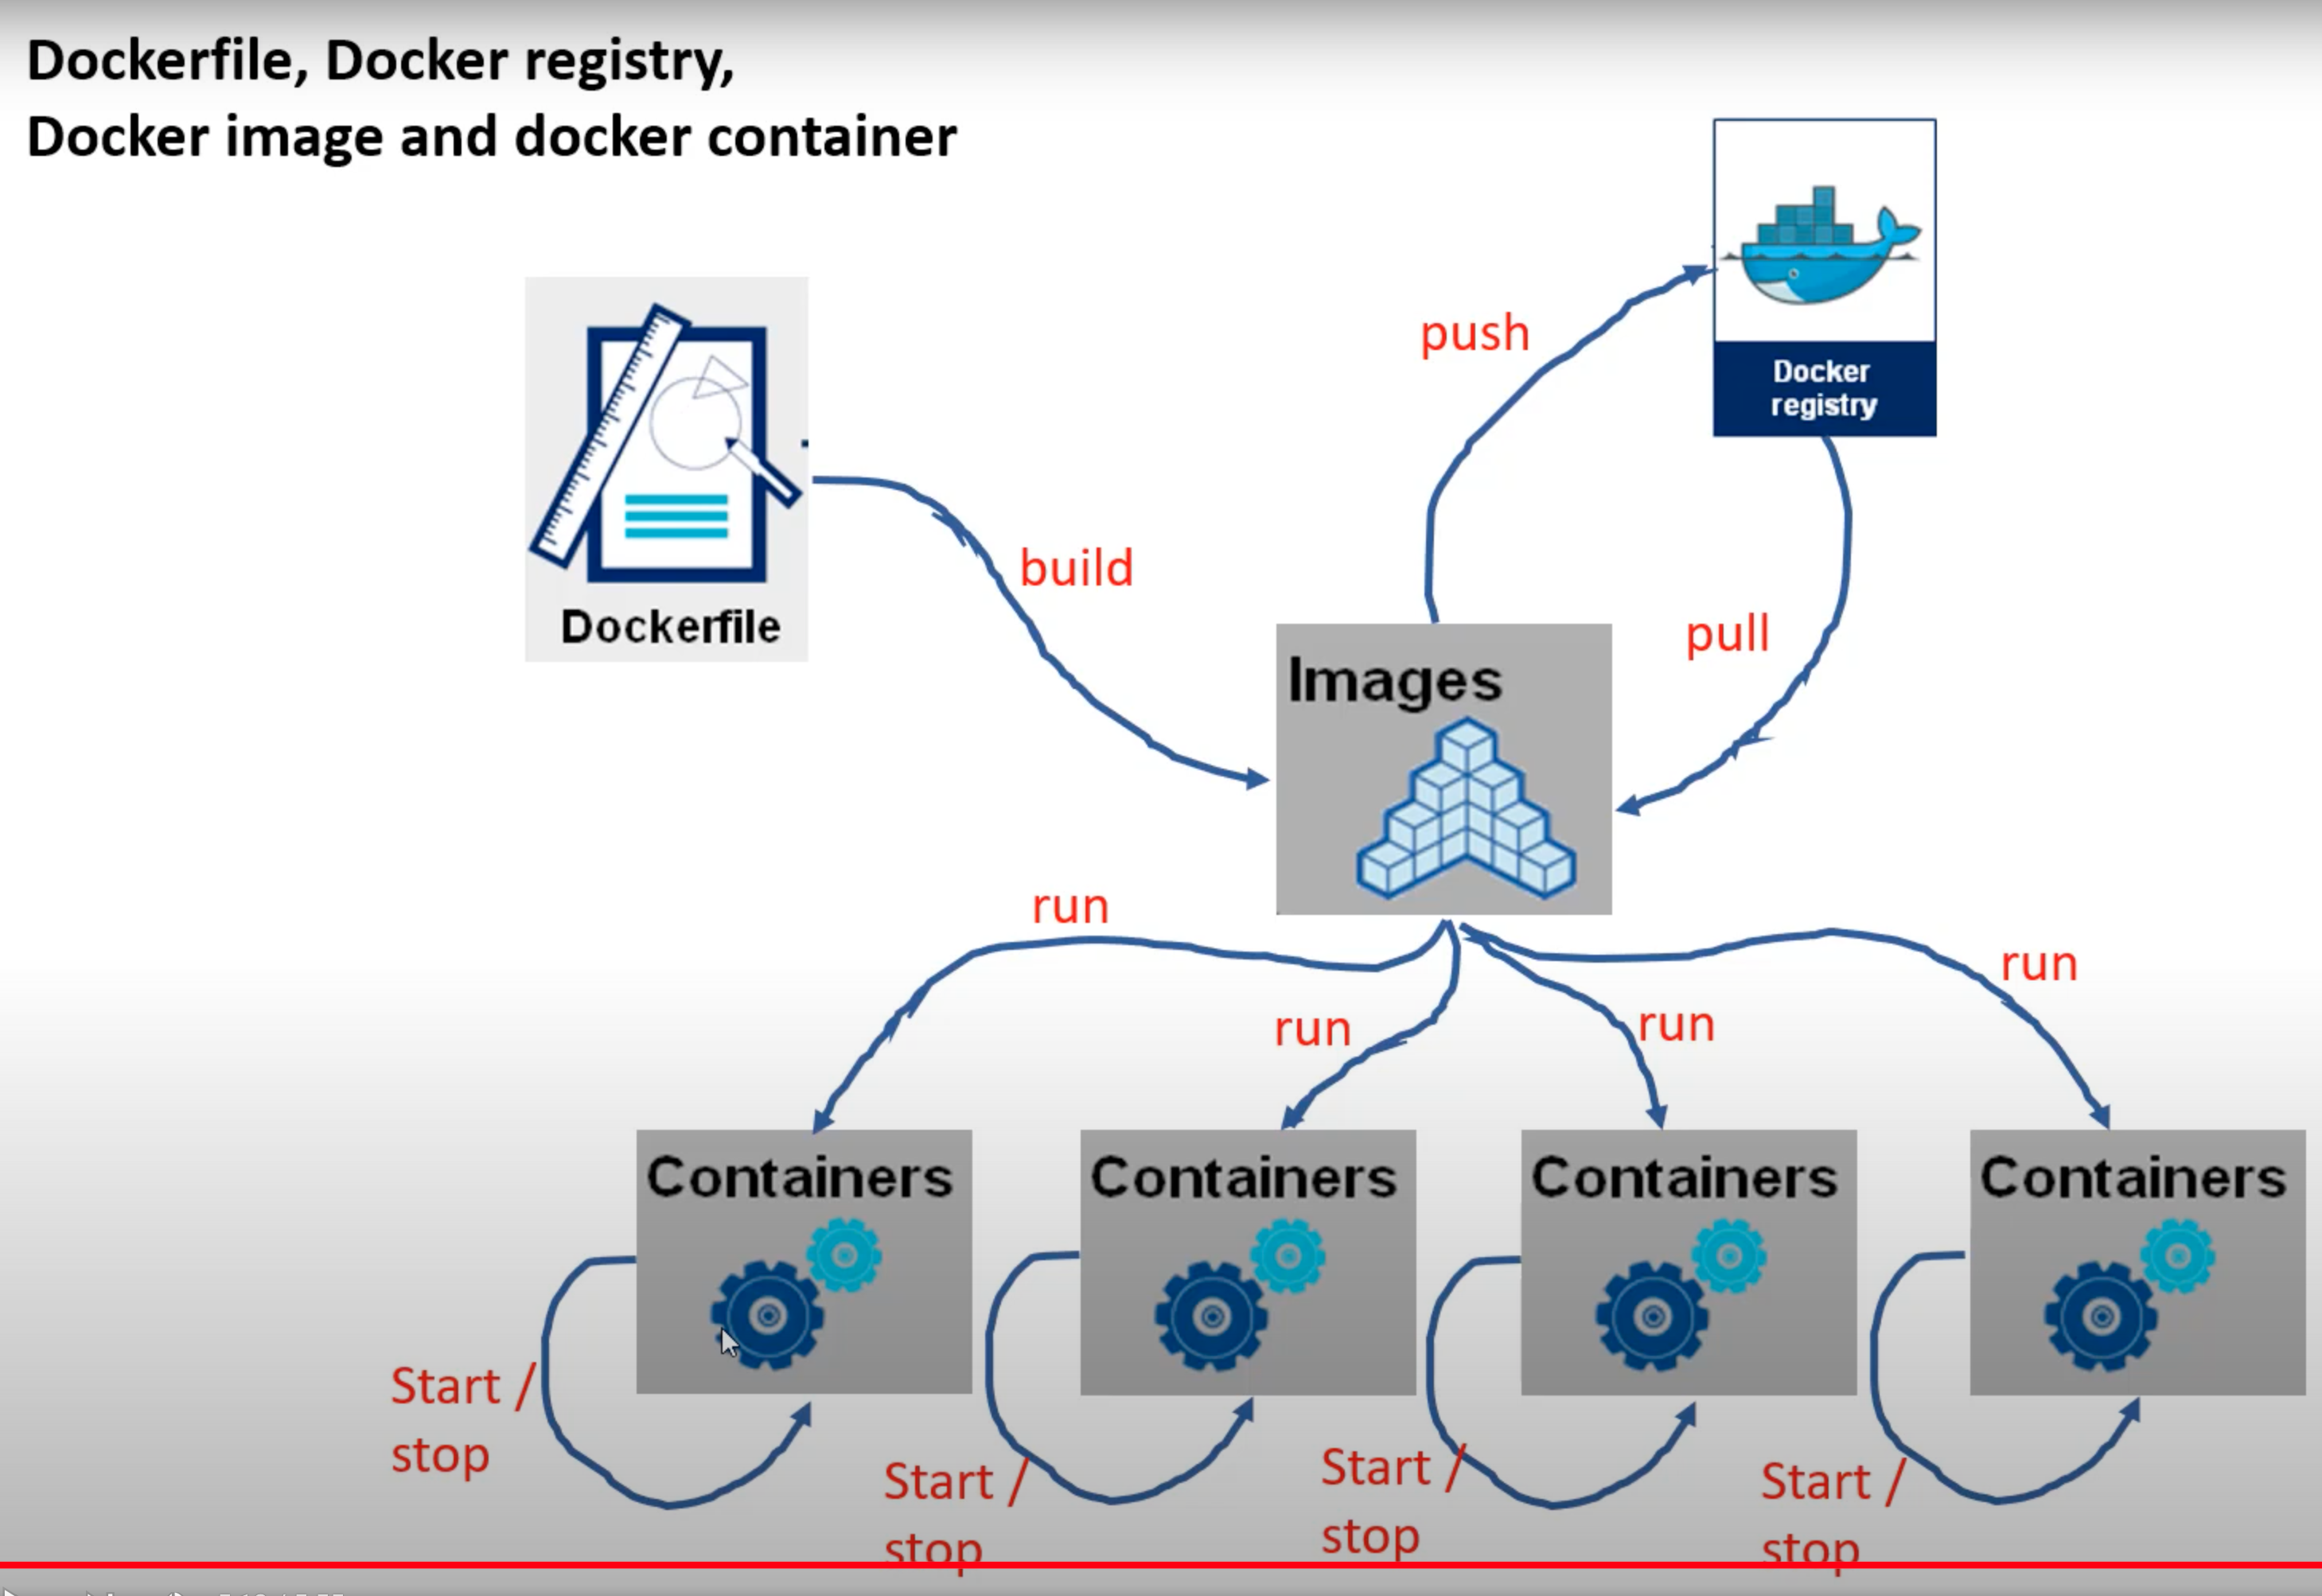 Dockerfile, Docker registry,
Docker image and docker container
push
Docker
registry
build
Dockerfile
pull
Images
run
run
run
run
Containers
Containers
Containers
Containers
Start /
stop
Start /
stop
Start /
stop
Start /
stop